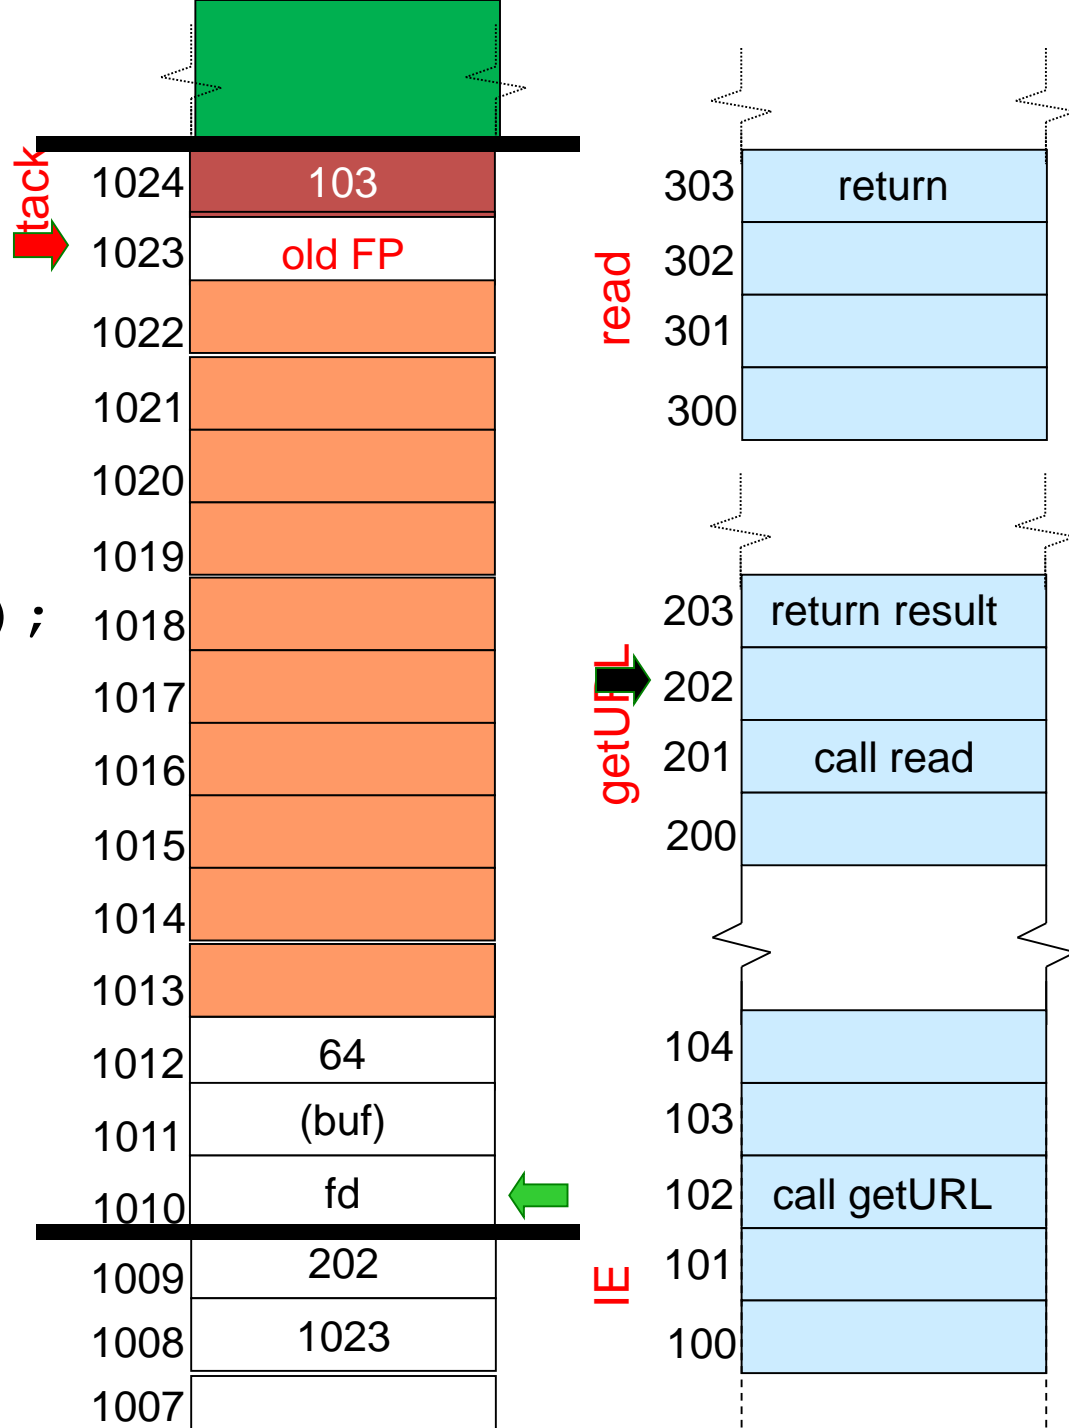 tack
1024 103
1023 old FP
1022
1021
1020
1019
) ;
1018
1017
1016
1015
1014
1013
1012 64
1011 (buf)
1010 fd
1009 202
1008 1023
1007
read
303 return
302
301
300
getURL
203 return result
202
201 call read
200
IE
104
103
102 call getURL
101
100